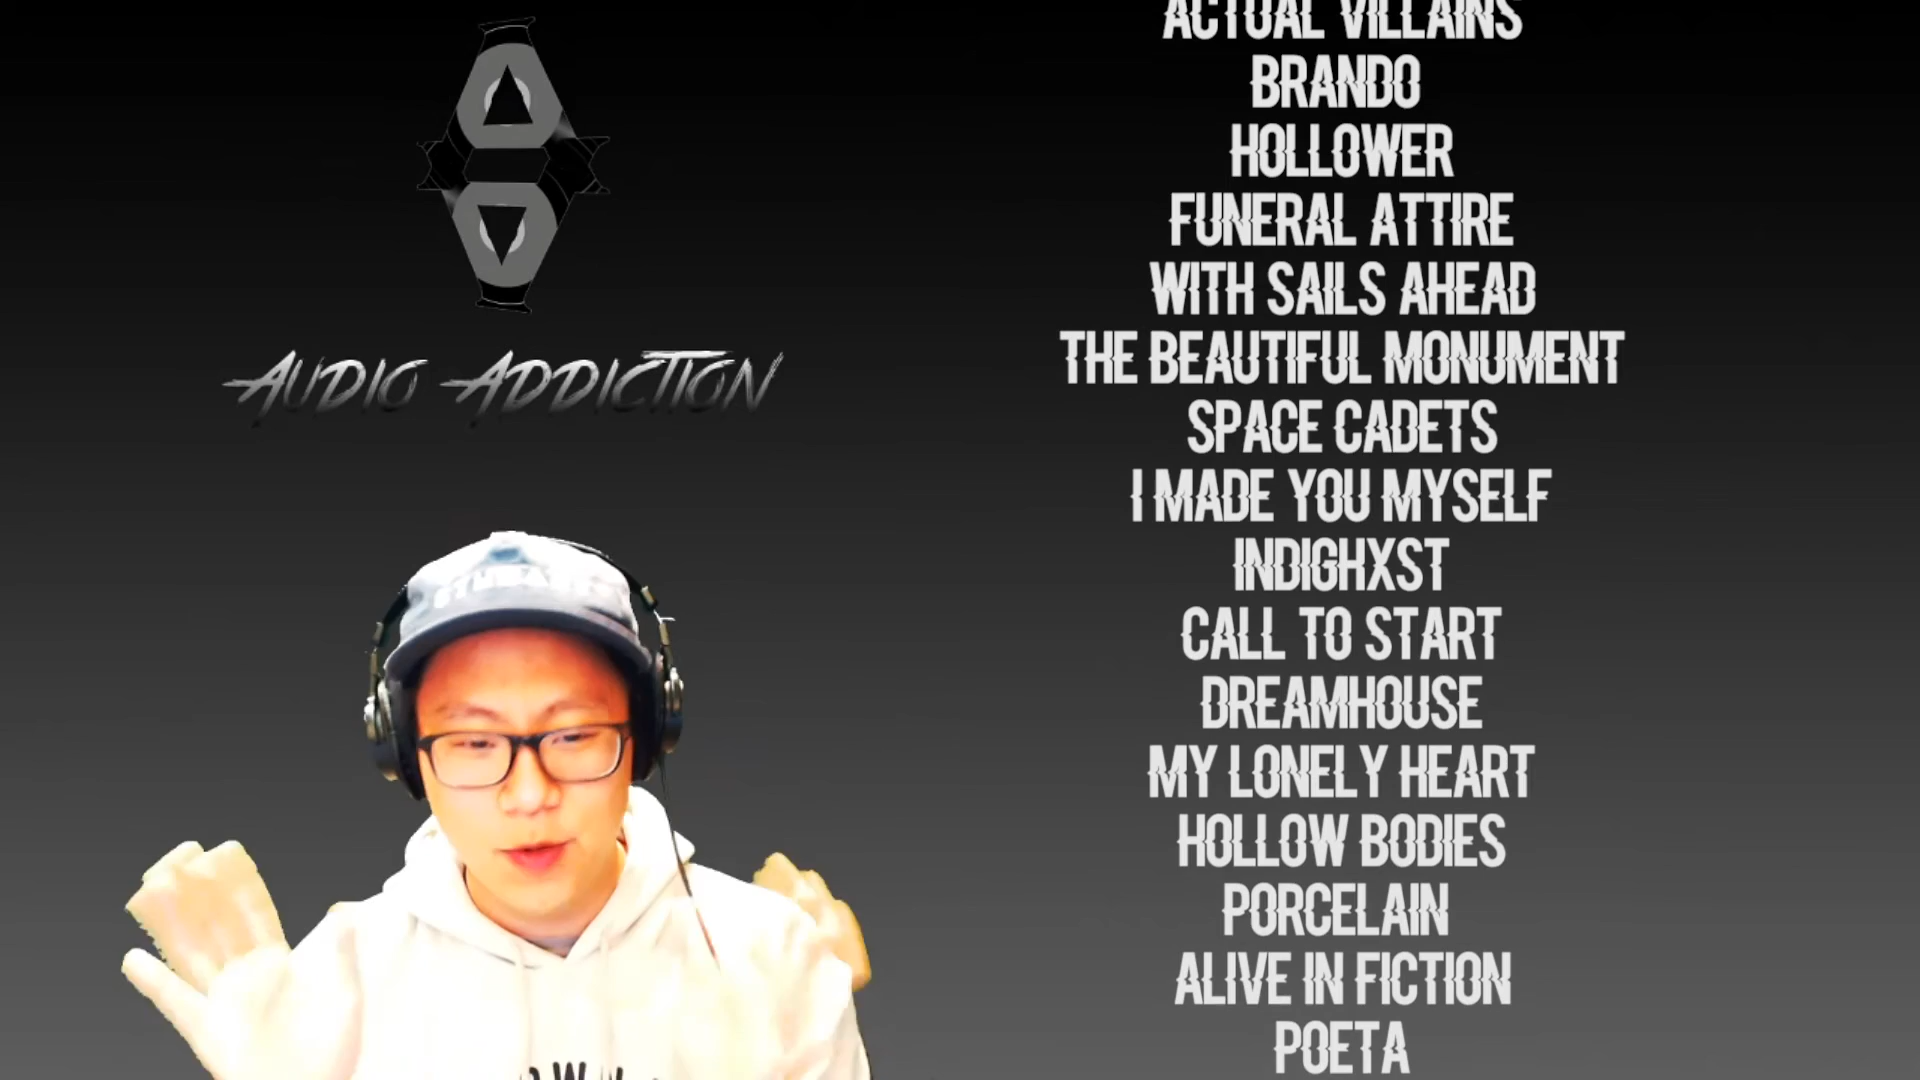 AUDIO ADDICTION
ACTUAL VILLAINS
BRANDO
HOLLOWER
FUNERAL ATTIRE
WITH SAILS AHEAD
THE BEAUTIFUL MONUMENT
SPACE CADETS
I MADE YOU MYSELF
INDIGHXST
CALL TO START
DREAMHOUSE
MY LONELY HEART
HOLLOW BODIES
PORCELAIN
ALIVE IN FICTION
POETA